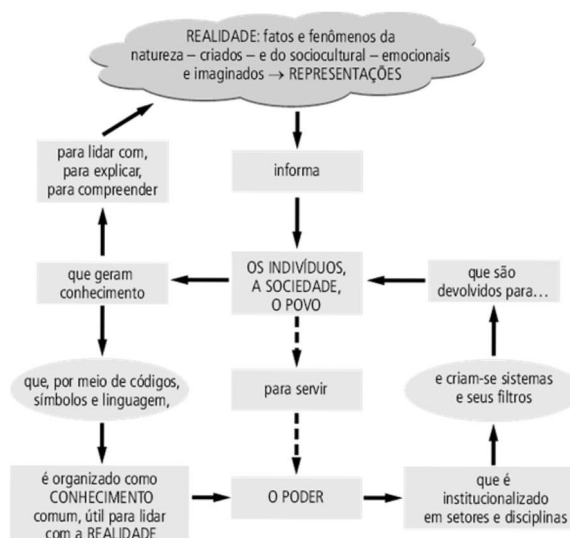 REALIDADE: fatos e fenômenos da
natureza – criados – e do sociocultural – emocionais
e imaginados → REPRESENTAÇÕES
para lidar com,
para explicar,
para compreender
informa
que geram
conhecimento
OS INDIVÍDUOS,
A SOCIEDADE,
O POVO
que são
devolvidos para...
que, por meio de códigos,
símbolos e linguagem,
para servir
e criam-se sistemas
e seus filtros
é organizado como
CONHECIMENTO
comum, útil para lidar
com a REALIDADE
O PODER
que é
institucionalizado
em setores e disciplinas